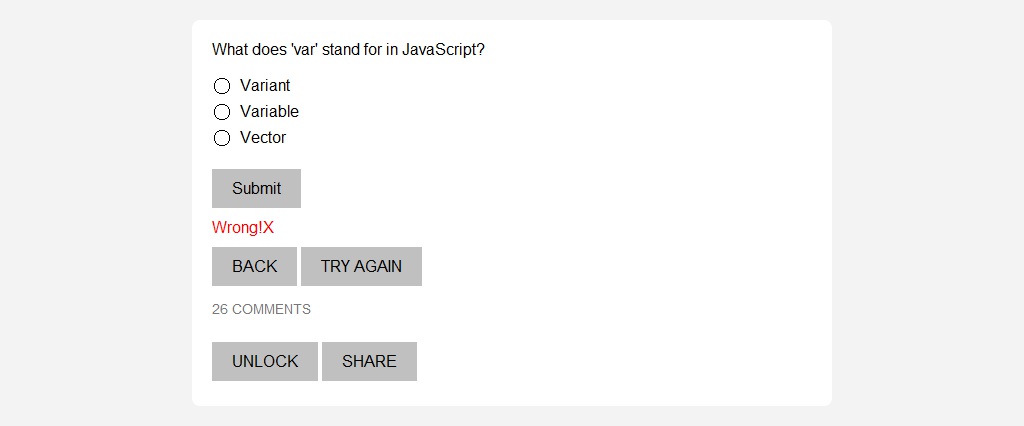 What does 'var' stand for in JavaScript?
Variant
Variable
Vector
Submit
Wrong!X
BACK TRY AGAIN
26 COMMENTS
UNLOCK SHARE